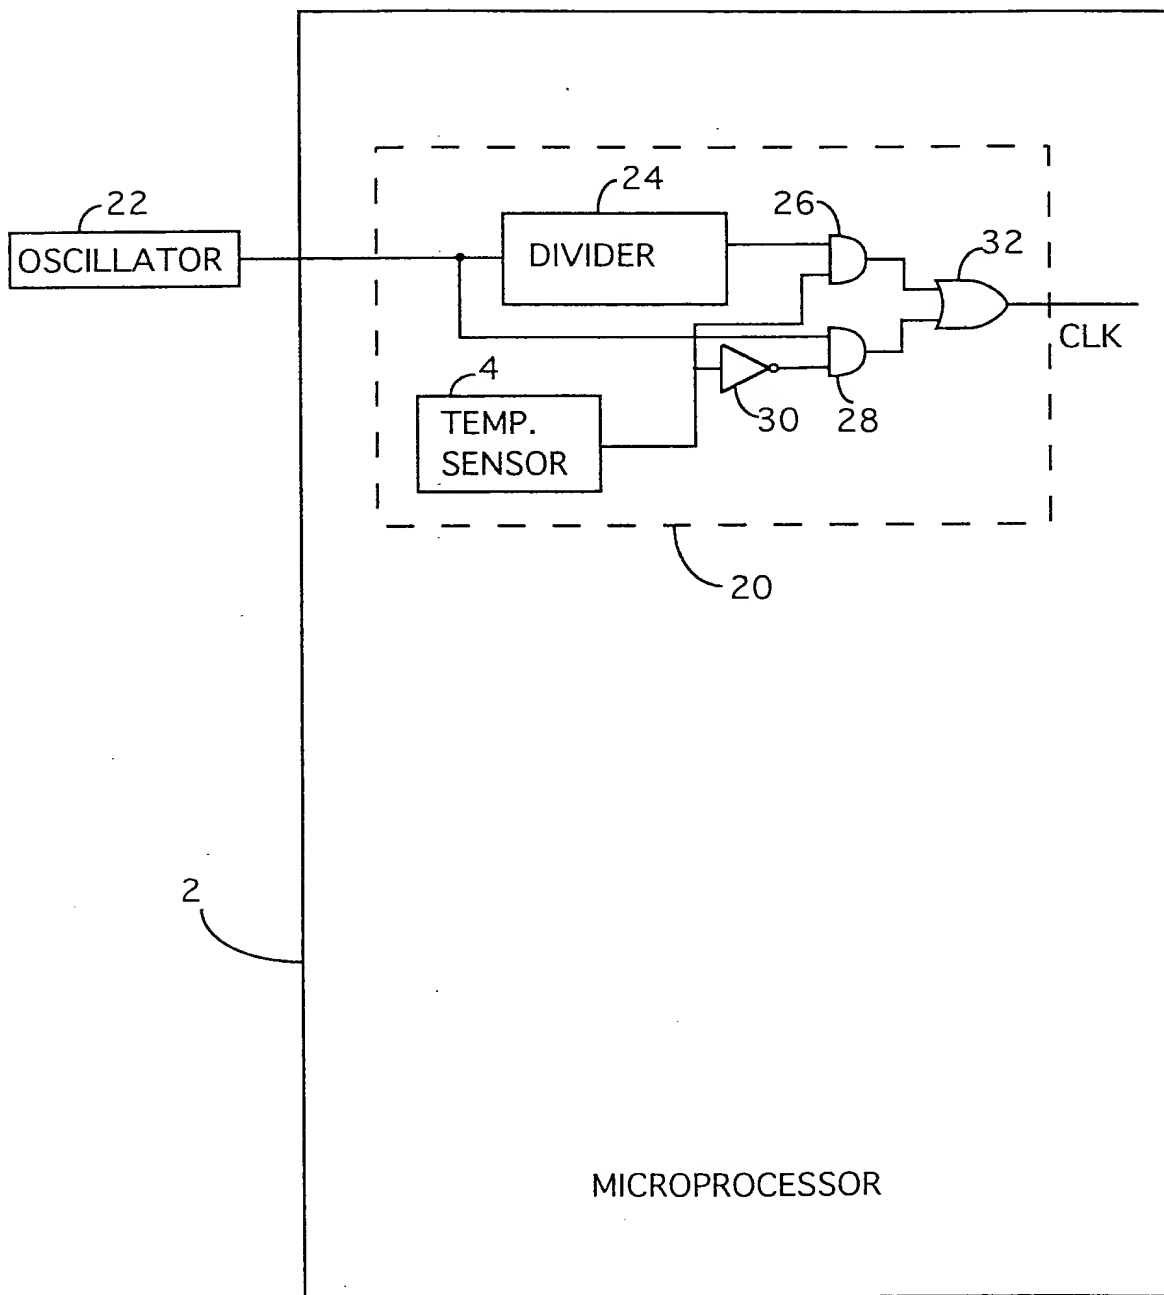 24
26
22
32
OSCILLATOR
DIVIDER
CLK
4
30
28
TEMP.
SENSOR
20
2
MICROPROCESSOR